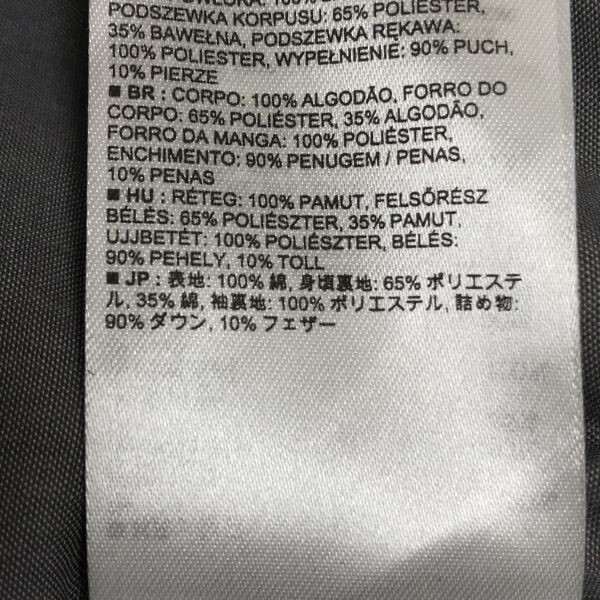 PODSZEWKA KORPUSU: 65% POLIESTER,
35% BAWEŁNA, PODSZEWKA RĘKAWA:
100% POLIESTER, WYPEŁNIENIE: 90% PUCH,
10% PIERZE
■ BR : CORPO: 100% ALGODÃO, FORRO DO
CORPO: 65% POLIÉSTER, 35% ALGODÃO,
FORRO DA MANGA: 100% POLIÉSTER,
ENCHIMENTO: 90% PENUGEM / PENAS,
10% PENAS
■ HU : RÉTEG: 100% PAMUT, FELSŐRÉSZ
BÉLÉS: 65% POLIÉSZTER, 35% PAMUT,
UJJBETÉT: 100% POLIÉSZTER, BÉLÉS:
90% PEHELY, 10% TOLL
■ JP : 表地: 100% 綿, 身頃裏地: 65% ポリエステ
ル, 35% 綿, 袖裏地: 100% ポリエステル, 詰め物:
90% ダウン, 10% フェザー